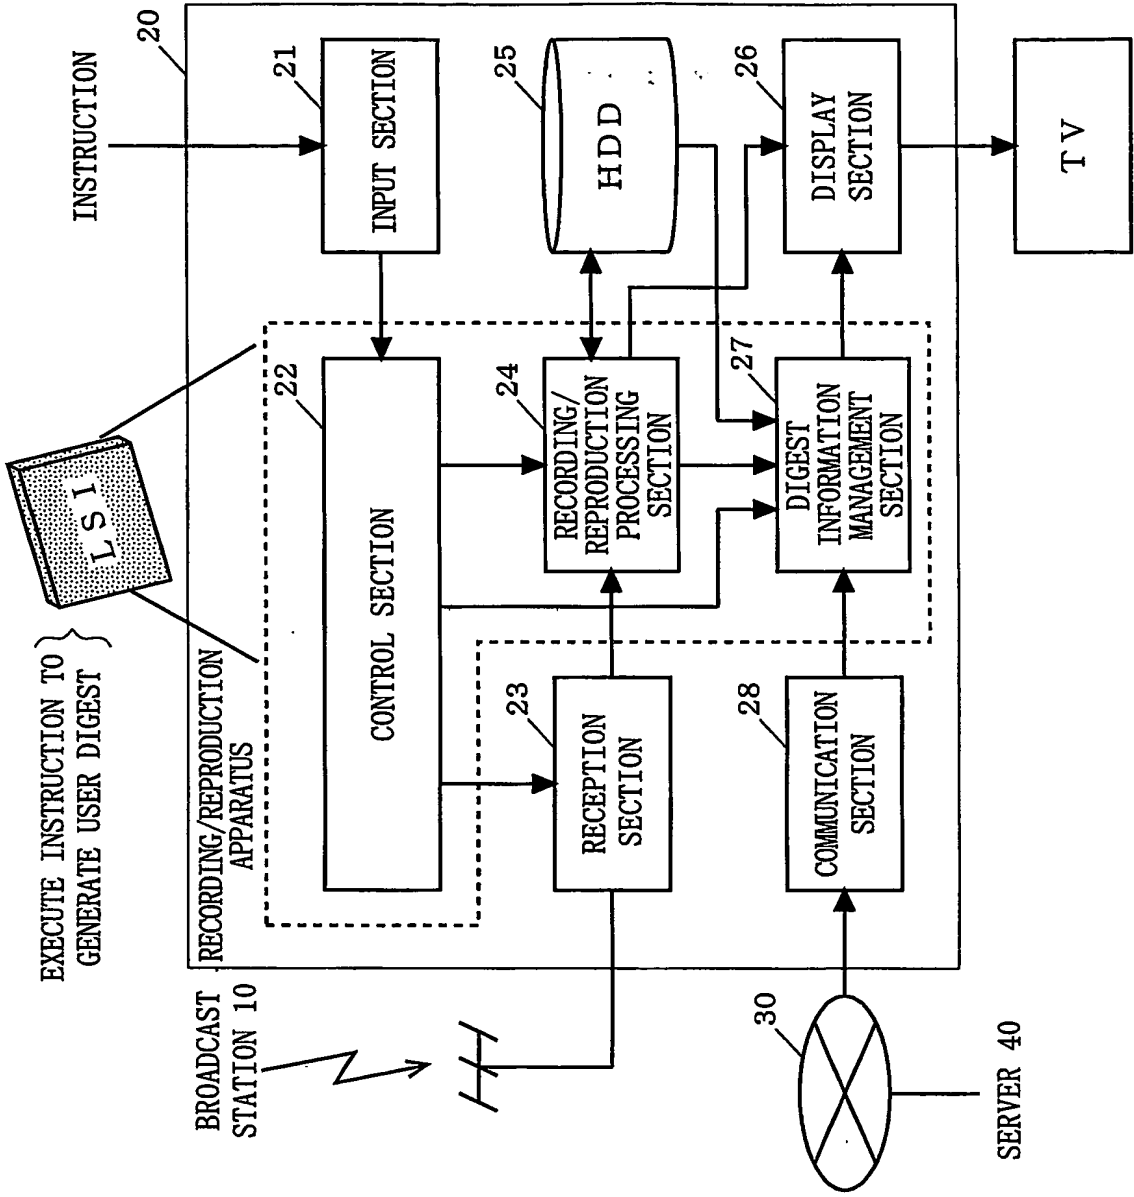 EXECUTE INSTRUCTION TO
GENERATE USER DIGEST
LSI
INSTRUCTION
20
RECORDING/REPRODUCTION
APPARATUS
22
CONTROL SECTION
21
INPUT SECTION
BROADCAST
STATION 10
23
RECEPTION
SECTION
24
RECORDING/
REPRODUCTION
PROCESSING
SECTION
25
HDD
30
SERVER 40
28
COMMUNICATION
SECTION
27
DIGEST
INFORMATION
MANAGEMENT
SECTION
26
DISPLAY
SECTION
TV